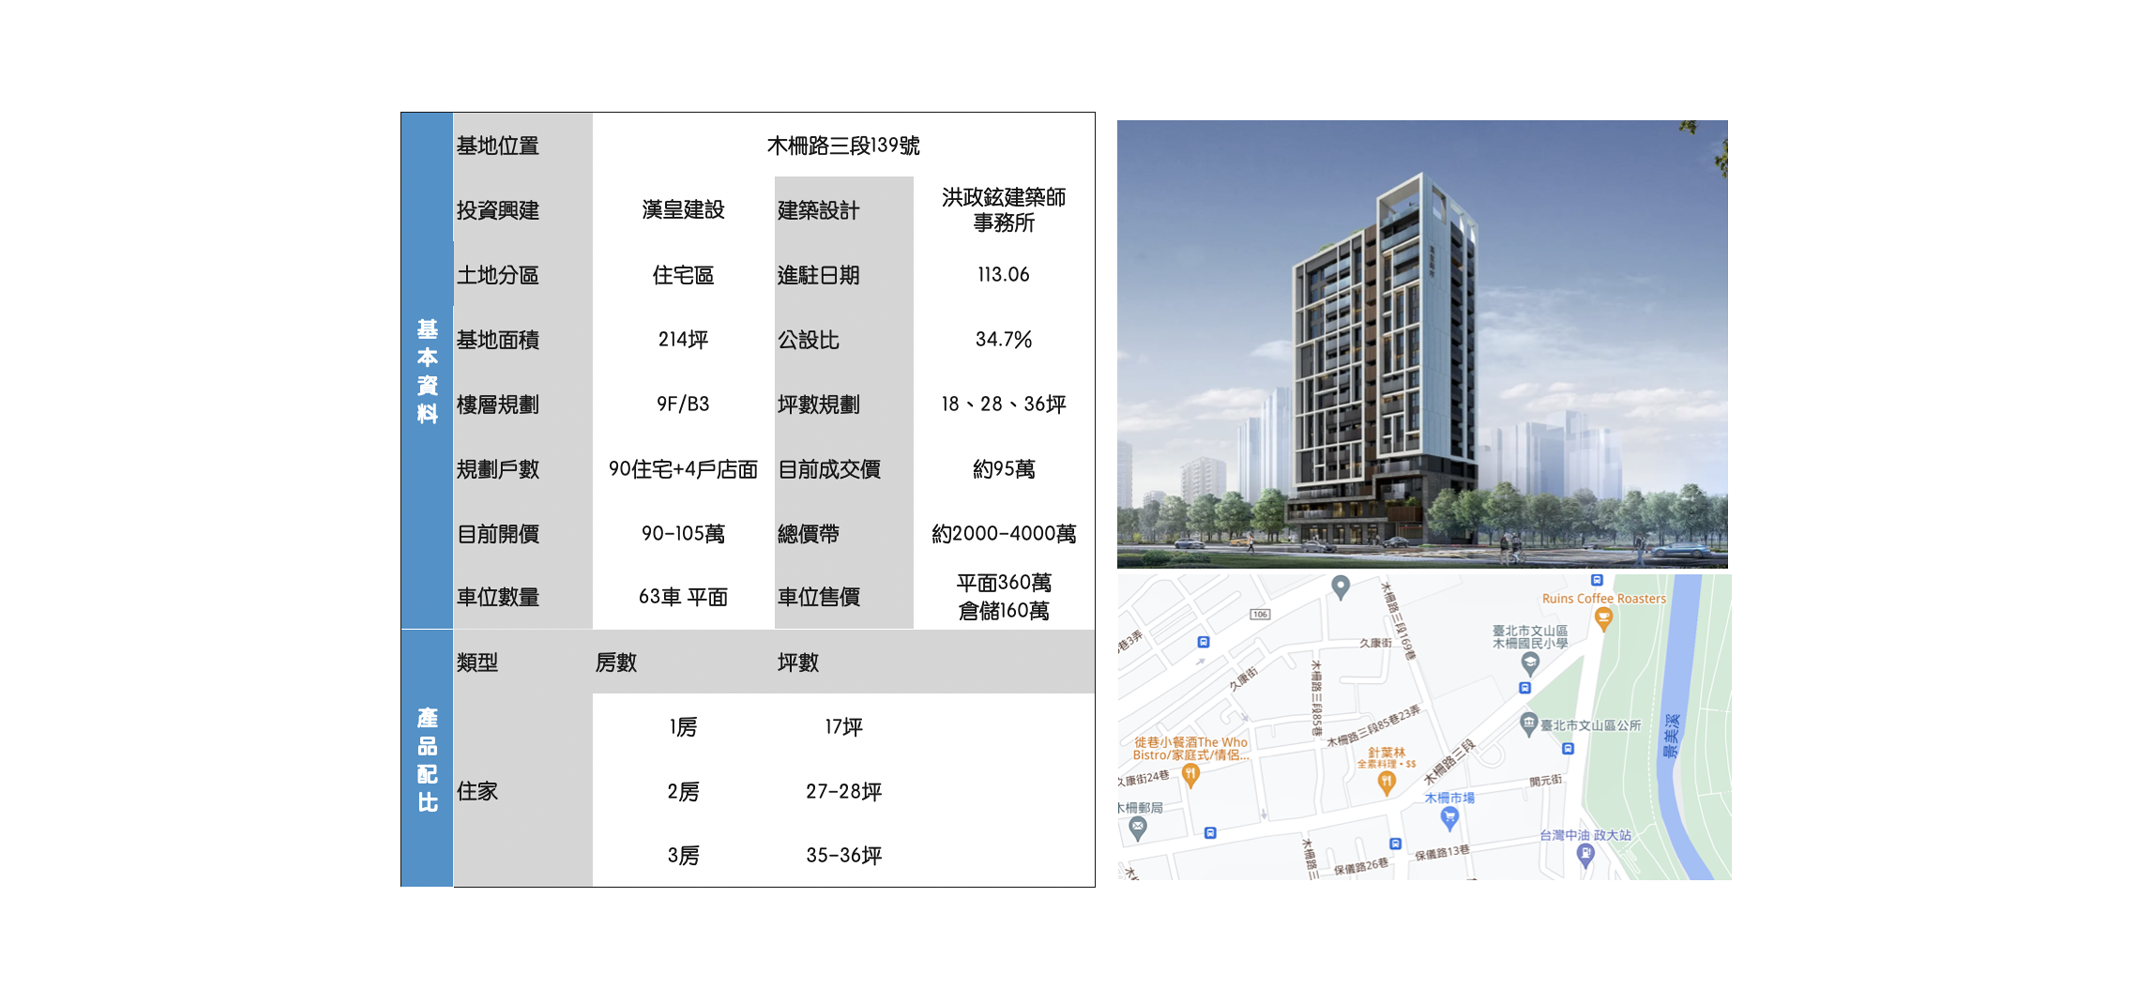 基本資料
基地位置
木柵路三段139號
投資興建
漢皇建設
建築設計
洪政鉉建築師
事務所
土地分區
住宅區
進駐日期
113.06
基地面積
214坪
公設比
34.7%
樓層規劃
9F/B3
坪數規劃
18、28、36坪
規劃戶數
90住宅+4戶店面
目前成交價
約95萬
目前開價
90-105萬
總價帶
約2000-4000萬
車位數量
63車 平面
車位售價
平面360萬
倉儲160萬
產品配比
類型
房數
坪數
住家
1房
17坪
2房
27-28坪
3房
35-36坪
106
木柵路三段169巷
Ruins Coffee Roasters
臺北市文山區
木柵國民小學
巷3弄
久康街
久康街
木柵路三段85巷
木柵路三段85巷23弄
臺北市文山區公所
景美溪
徙巷小餐酒The Who
Bistro/家庭式/情侶...
針葉林
全素料理・$$
木柵路三段
久康街24巷
開元街
木柵市場
木柵郵局
台灣中油 政大站
木柵路三
保儀路26巷
保儀路13巷